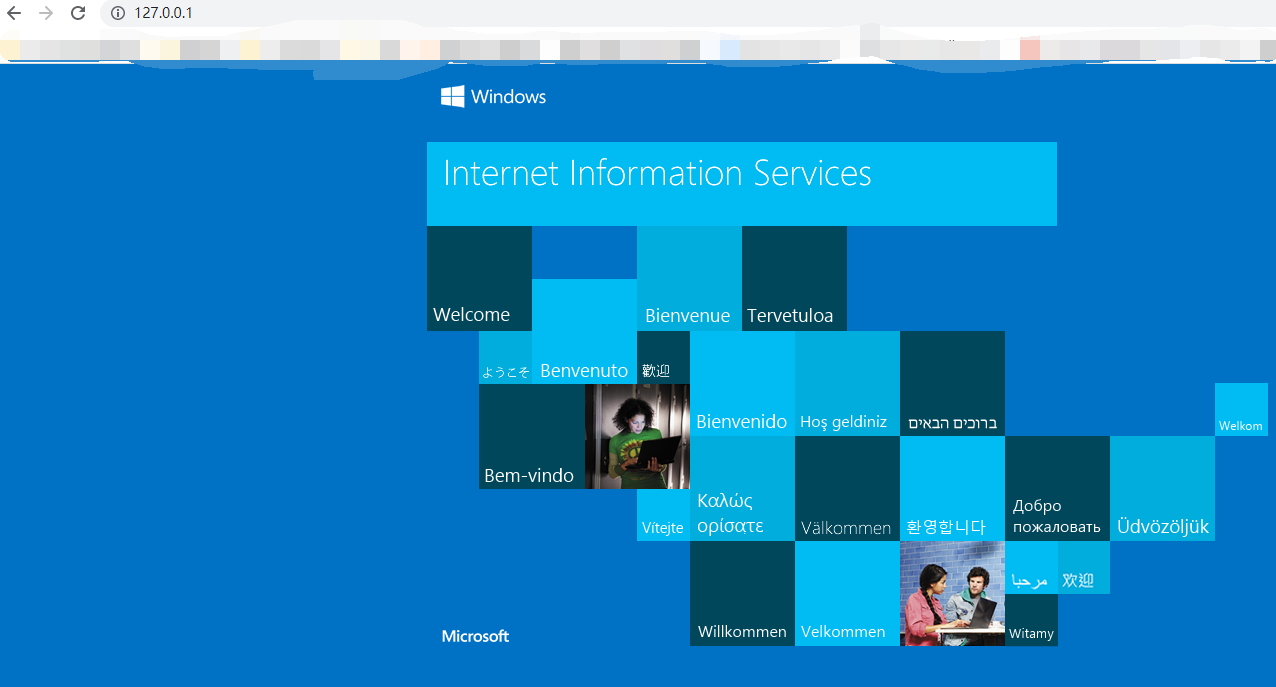 127.0.0.1
Windows
Internet Information Services
Welcome
Bienvenue
Tervetuloa
ようこそ
Benvenuto
歡迎
Bienvenido
Hoş geldiniz
ברוכים הבאים
Welkom
Bem-vindo
Vítejte
Καλώς
ορίσατε
Välkommen
환영합니다
Добро
пожаловать
Üdvözöljük
مرحبا
欢迎
Willkommen
Velkommen
Witamy
Microsoft